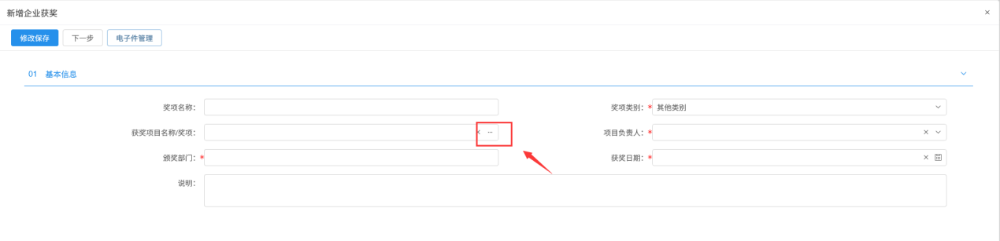 新增企业获奖
修改保存 下一步 电子件管理
01 基本信息
奖项名称： 奖项类别：*其他类别
获奖项目名称/奖项： 项目负责人：*
颁奖部门：* 获奖日期：*
说明：